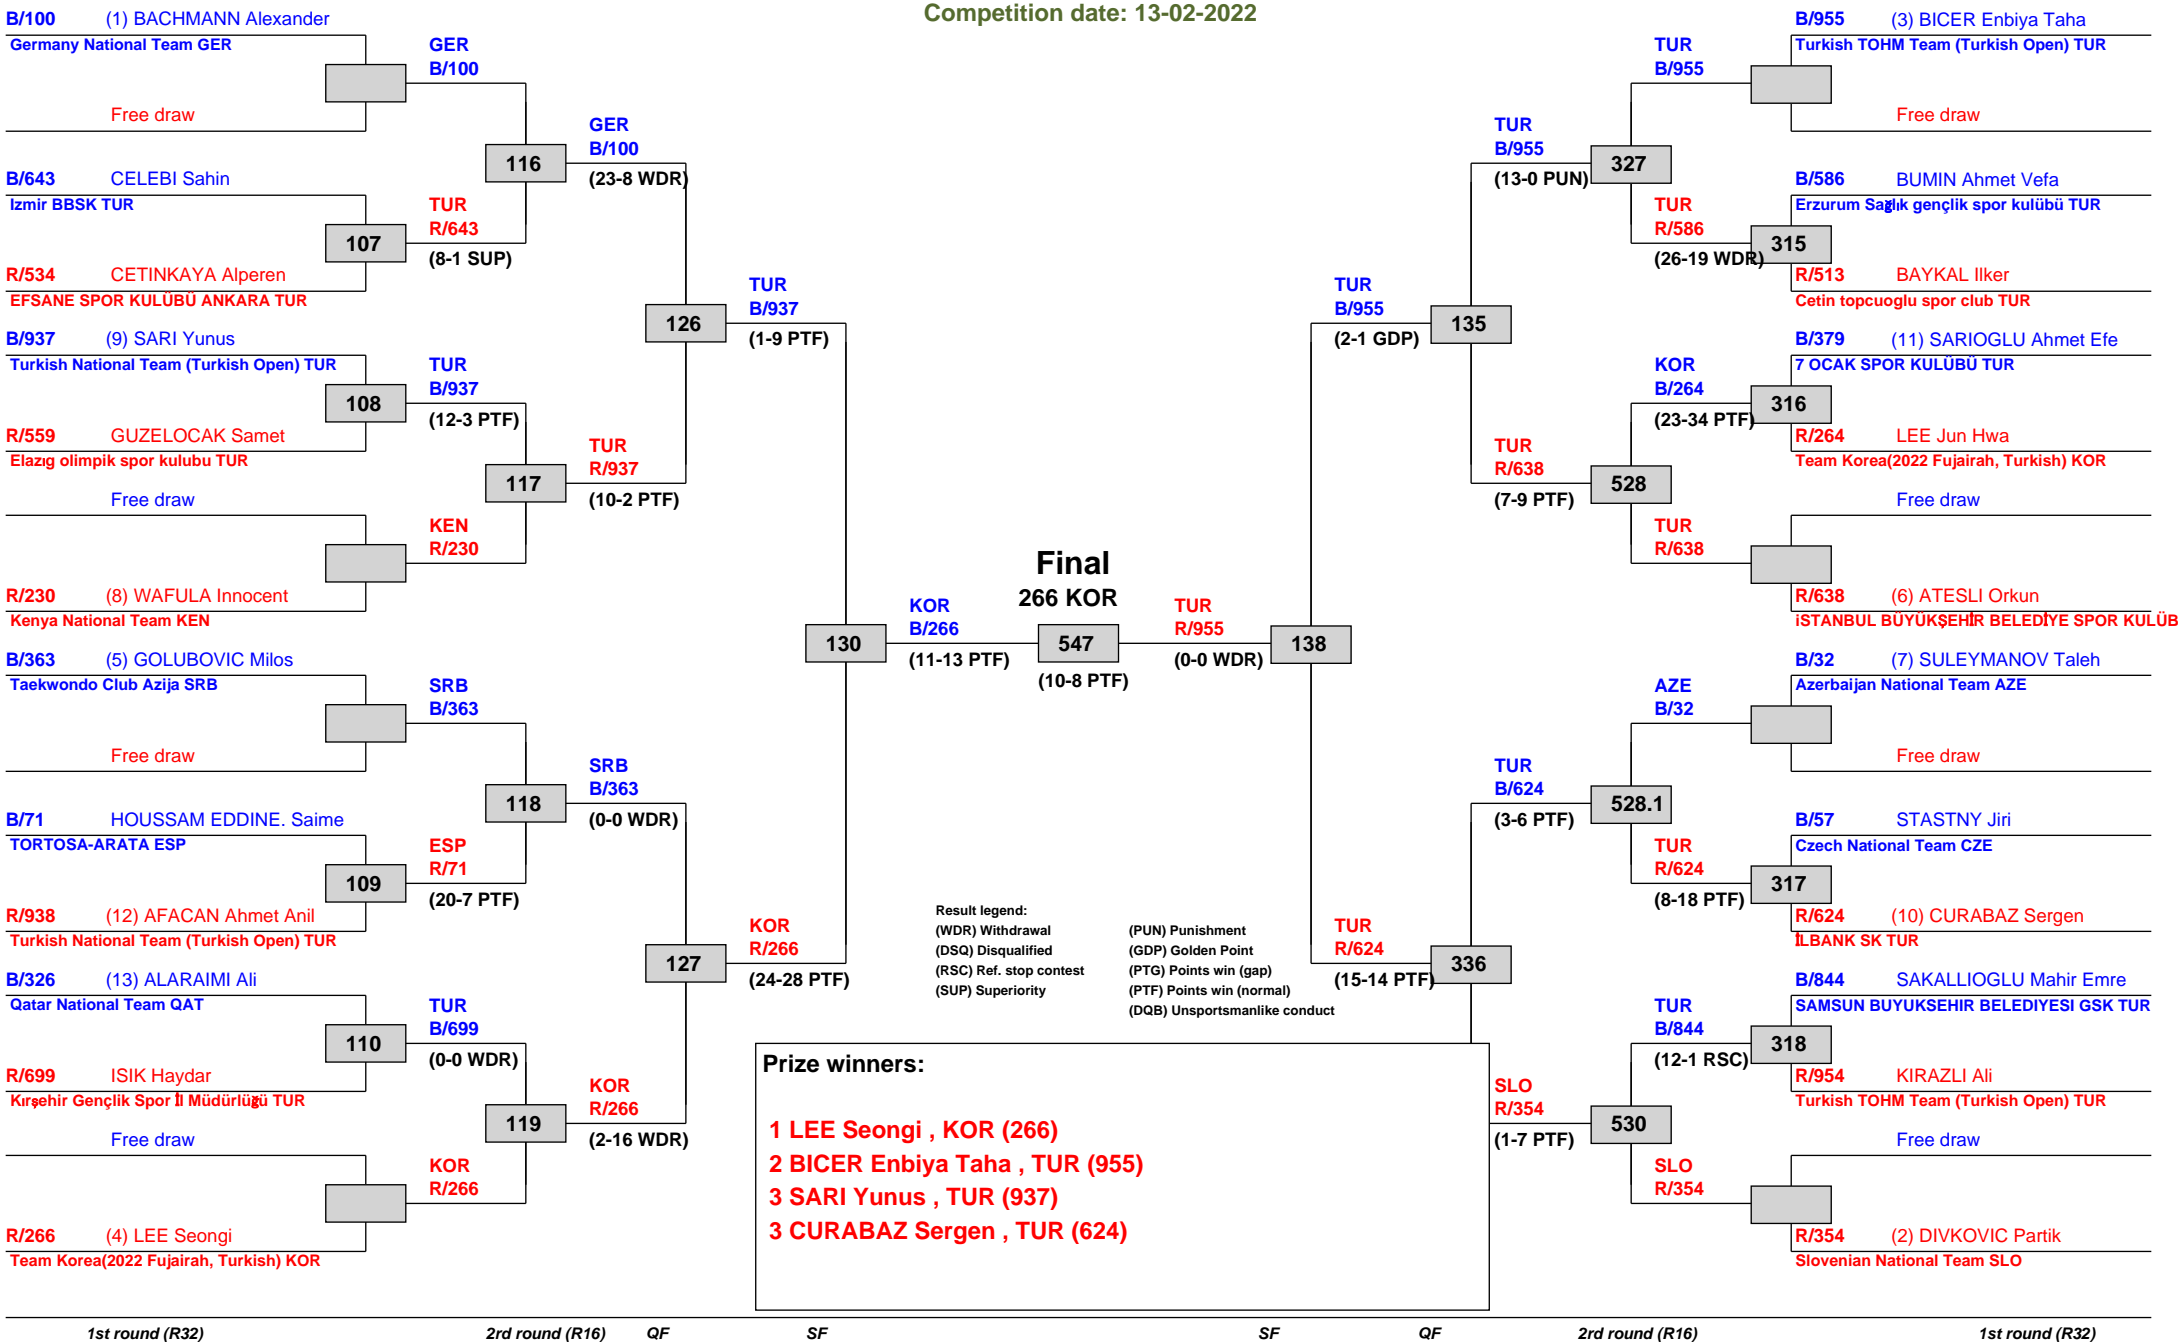 Competition date: 13-02-2022
B/100 (1) BACHMANN Alexander
Germany National Team GER
Free draw
B/643 CELEBI Sahin
Izmir BBSK TUR
R/534 CETINKAYA Alperen
EFSANE SPOR KULÜBÜ ANKARA TUR
B/937 (9) SARI Yunus
Turkish National Team (Turkish Open) TUR
R/559 GUZELOCAK Samet
Elazıg olimpik spor kulubu TUR
Free draw
R/230 (8) WAFULA Innocent
Kenya National Team KEN
B/363 (5) GOLUBOVIC Milos
Taekwondo Club Azija SRB
Free draw
B/71 HOUSSAM EDDINE. Saime
TORTOSA-ARATA ESP
R/938 (12) AFACAN Ahmet Anil
Turkish National Team (Turkish Open) TUR
B/326 (13) ALARAIMI Ali
Qatar National Team QAT
R/699 ISIK Haydar
Kırşehir Gençlik Spor İl Müdürlüğü TUR
Free draw
R/266 (4) LEE Seongi
Team Korea(2022 Fujairah, Turkish) KOR
107
108
109
110
GER
B/100
TUR
R/643
(8-1 SUP)
TUR
B/937
(12-3 PTF)
KEN
R/230
SRB
B/363
ESP
R/71
(20-7 PTF)
TUR
B/699
(0-0 WDR)
KOR
R/266
116
117
118
119
GER
B/100
(23-8 WDR)
TUR
R/937
(10-2 PTF)
SRB
B/363
(0-0 WDR)
KOR
R/266
(2-16 WDR)
126
127
TUR
B/937
(1-9 PTF)
KOR
R/266
(24-28 PTF)
130
KOR
B/266
(11-13 PTF)
Final
266 KOR
547
(10-8 PTF)
TUR
R/955
(0-0 WDR)
138
TUR
B/955
(2-1 GDP)
TUR
R/624
(15-14 PTF)
135
336
TUR
B/955
(13-0 PUN)
TUR
R/638
(7-9 PTF)
TUR
B/624
(3-6 PTF)
SLO
R/354
(1-7 PTF)
327
528
528.1
530
TUR
B/955
TUR
R/586
(26-19 WDR)
KOR
B/264
(23-34 PTF)
TUR
R/638
AZE
B/32
TUR
R/624
(8-18 PTF)
TUR
B/844
(12-1 RSC)
SLO
R/354
315
316
317
318
B/955 (3) BICER Enbiya Taha
Turkish TOHM Team (Turkish Open) TUR
Free draw
B/586 BUMIN Ahmet Vefa
Erzurum Sağlık gençlik spor kulübü TUR
R/513 BAYKAL Ilker
Cetin topcuoglu spor club TUR
B/379 (11) SARIOGLU Ahmet Efe
7 OCAK SPOR KULÜBÜ TUR
R/264 LEE Jun Hwa
Team Korea(2022 Fujairah, Turkish) KOR
Free draw
R/638 (6) ATESLI Orkun
iSTANBUL BÜYÜKŞEHİR BELEDİYE SPOR KULÜB
B/32 (7) SULEYMANOV Taleh
Azerbaijan National Team AZE
Free draw
B/57 STASTNY Jiri
Czech National Team CZE
R/624 (10) CURABAZ Sergen
İLBANK SK TUR
B/844 SAKALLIOGLU Mahir Emre
SAMSUN BUYUKSEHIR BELEDIYESI GSK TUR
R/954 KIRAZLI Ali
Turkish TOHM Team (Turkish Open) TUR
Free draw
R/354 (2) DIVKOVIC Partik
Slovenian National Team SLO
Result legend:
(WDR) Withdrawal (PUN) Punishment
(DSQ) Disqualified (GDP) Golden Point
(RSC) Ref. stop contest (PTG) Points win (gap)
(SUP) Superiority (PTF) Points win (normal)
(DQB) Unsportsmanlike conduct
Prize winners:
1 LEE Seongi , KOR (266)
2 BICER Enbiya Taha , TUR (955)
3 SARI Yunus , TUR (937)
3 CURABAZ Sergen , TUR (624)
1st round (R32) 2rd round (R16) QF SF SF QF 2rd round (R16) 1st round (R32)